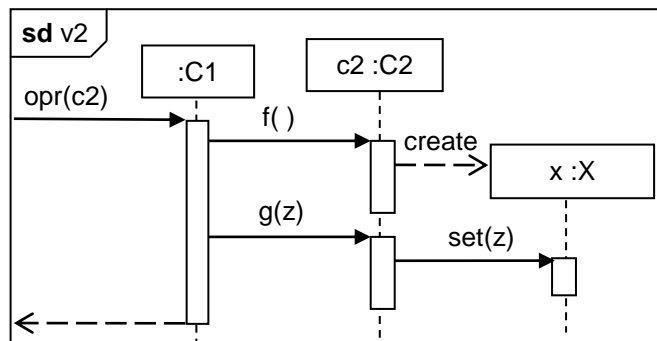 sd v2
:C1
c2 :C2
opr(c2)
f( )
create
x :X
g(z)
set(z)